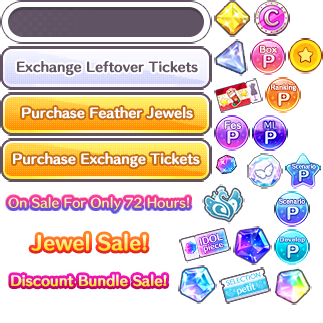 C
Exchange Leftover Tickets
Box
P
Ranking
P
Purchase Feather Jewels
Fes
P
ML
P
Purchase Exchange Tickets
Scenario
P
On Sale For Only 72 Hours!
Scenario
P
Jewel Sale!
IDOL
piece
Develop
P
Discount Bundle Sale!
SELECTION
petit